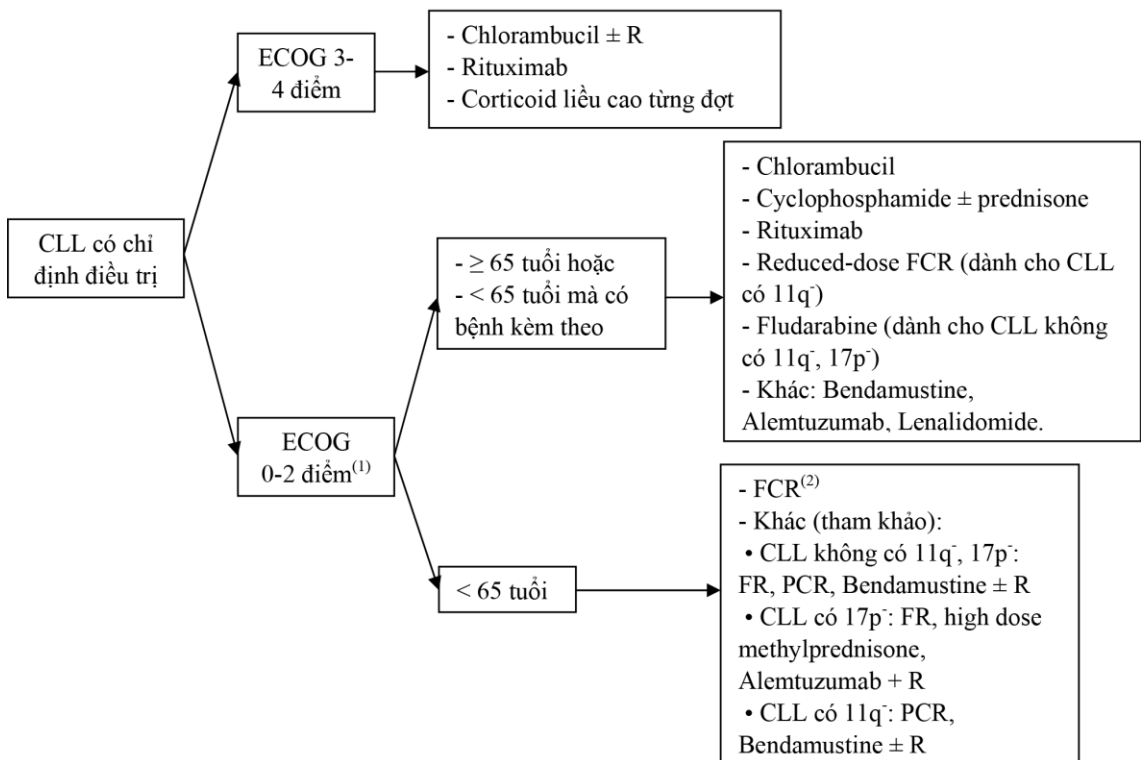 ECOG 3-
4 điểm
- Chlorambucil ± R
- Rituximab
- Corticoid liều cao từng đợt
CLL có chỉ
định điều trị
- ≥ 65 tuổi hoặc
- < 65 tuổi mà có
bệnh kèm theo
- Chlorambucil
- Cyclophosphamide ± prednisone
- Rituximab
- Reduced-dose FCR (dành cho CLL
có 11q⁻)
- Fludarabine (dành cho CLL không
có 11q⁻, 17p⁻)
- Khác: Bendamustine,
Alemtuzumab, Lenalidomide.
ECOG
0-2 điểm⁽¹⁾
< 65 tuổi
- FCR⁽²⁾
- Khác (tham khảo):
• CLL không có 11q⁻, 17p⁻:
FR, PCR, Bendamustine ± R
• CLL có 17p⁻: FR, high dose
methylprednisone,
Alemtuzumab + R
• CLL có 11q⁻: PCR,
Bendamustine ± R